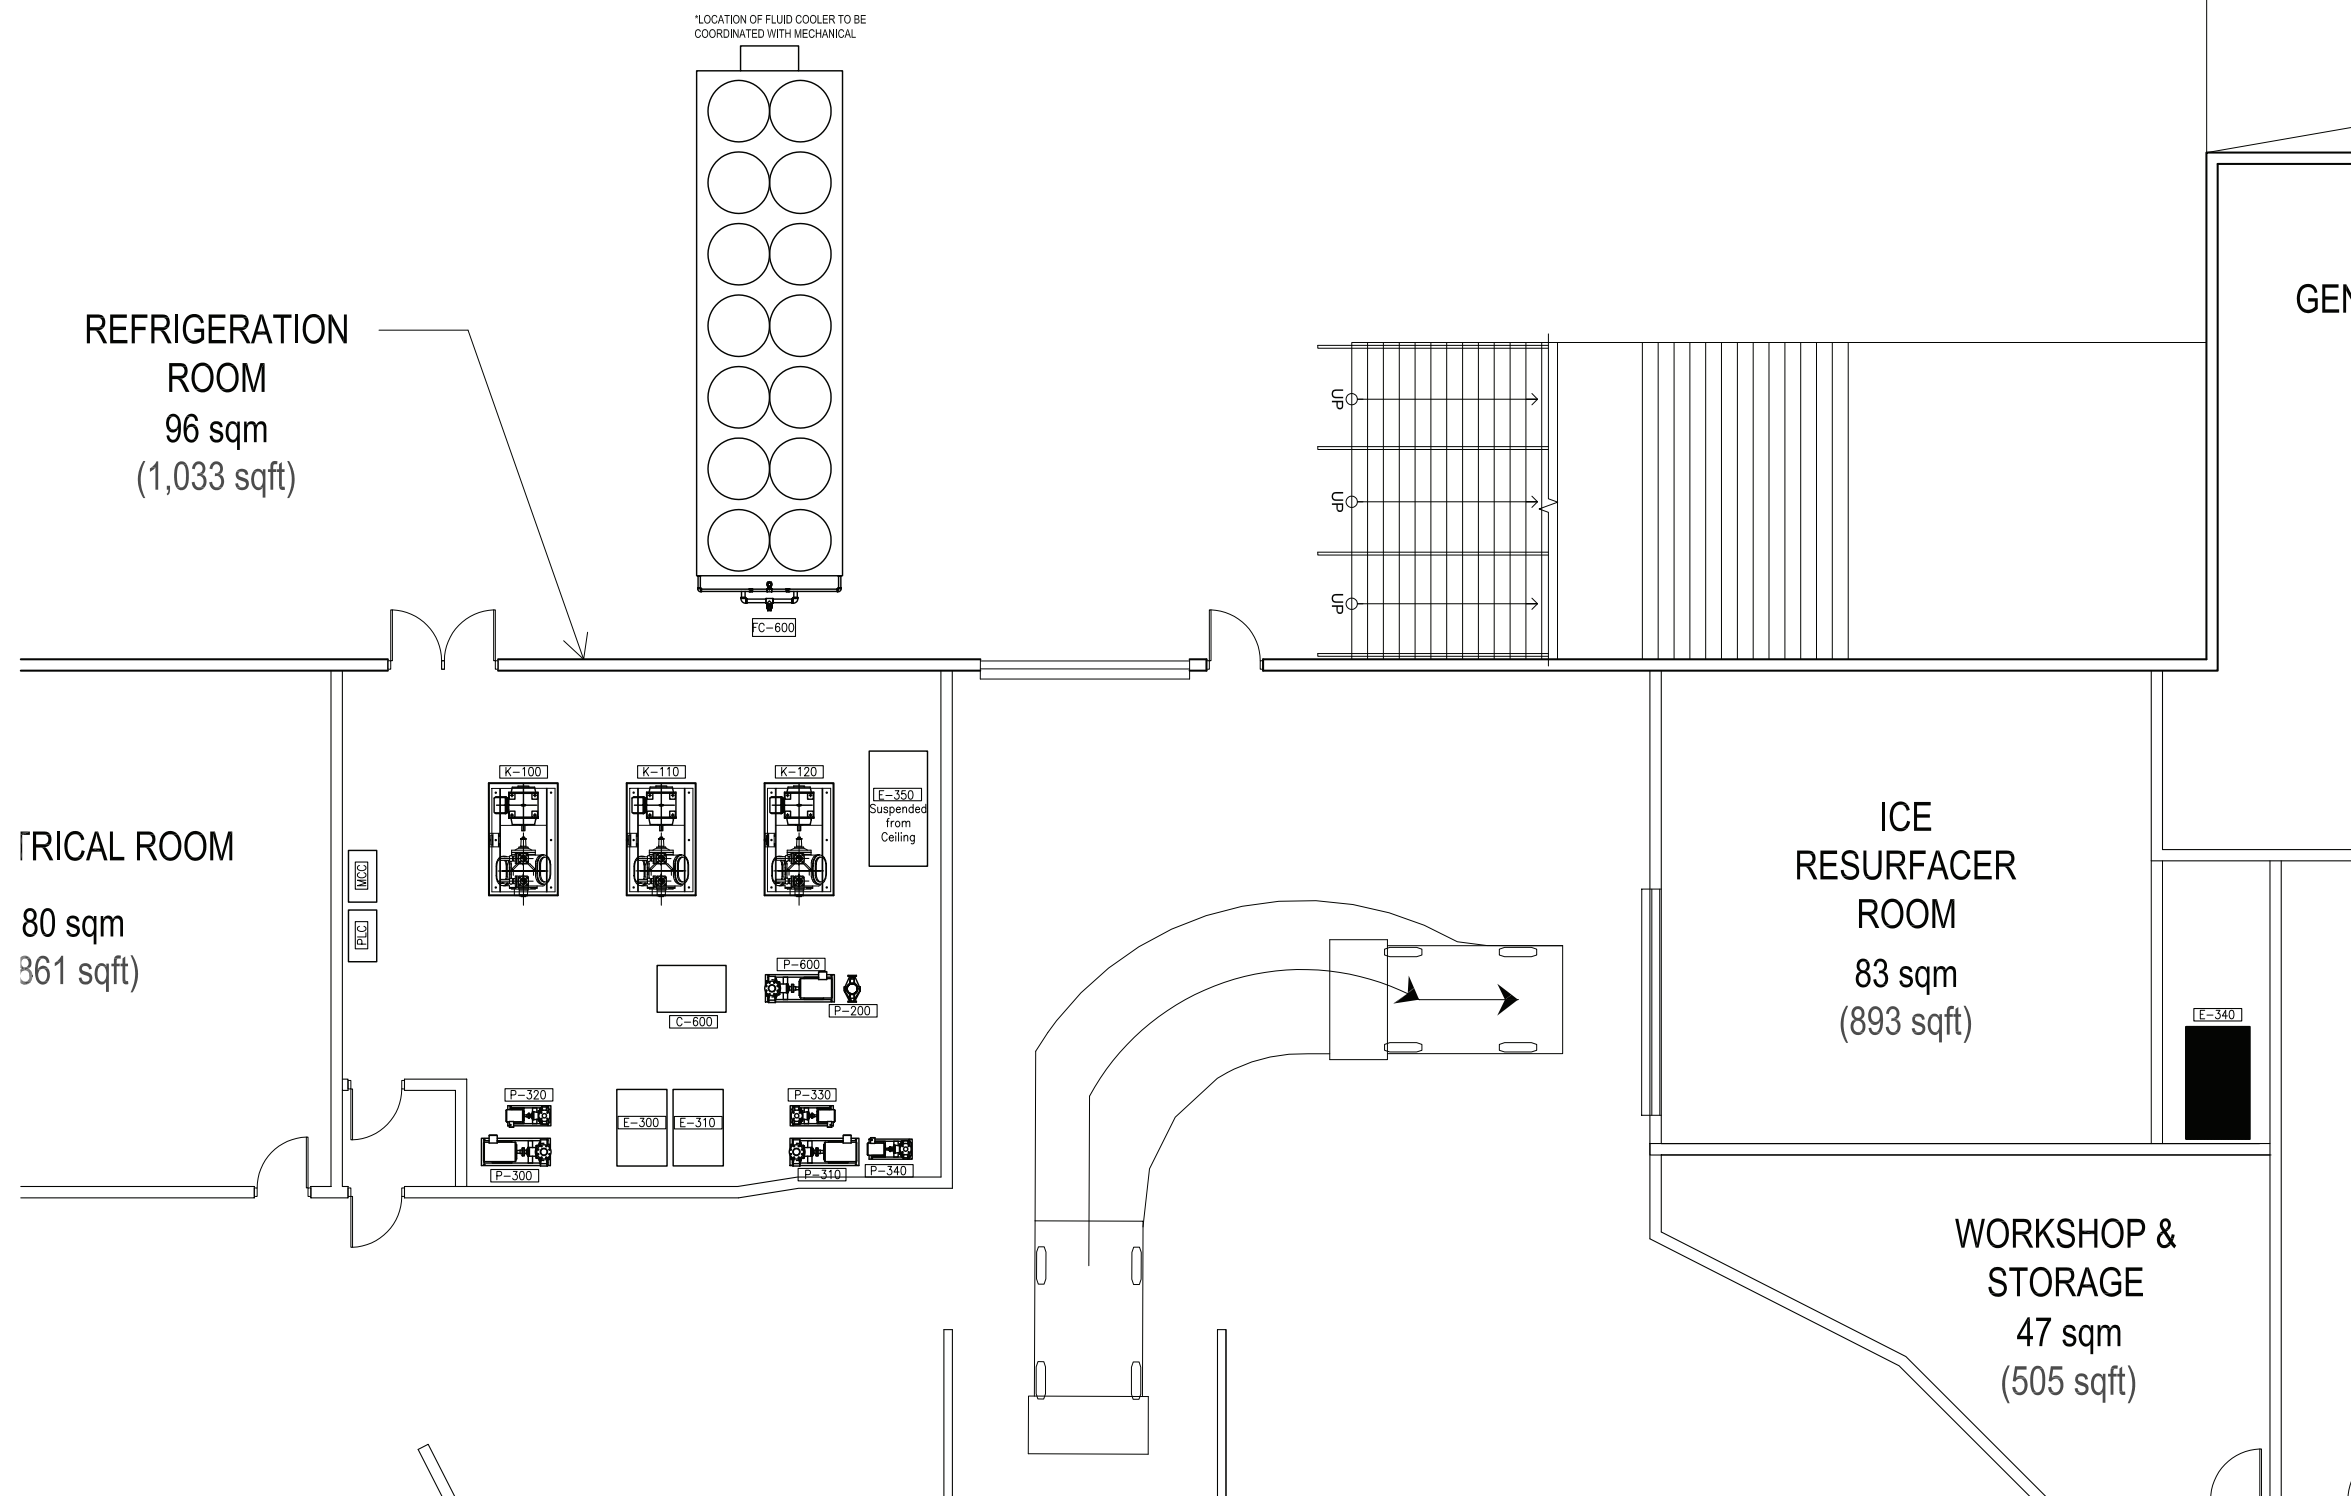 *LOCATION OF FLUID COOLER TO BE
COORDINATED WITH MECHANICAL
GEN
REFRIGERATION
ROOM
96 sqm
(1,033 sqft)
UP
UP
UP
FC-600
K-100
K-110
K-120
E-350
Suspended
from
Ceiling
TRICAL ROOM
80 sqm
861 sqft)
MCC
PLC
P-600
P-200
C-600
ICE
RESURFACER
ROOM
83 sqm
(893 sqft)
E-340
P-320
P-330
E-300
E-310
P-300
P-310
P-340
WORKSHOP &
STORAGE
47 sqm
(505 sqft)